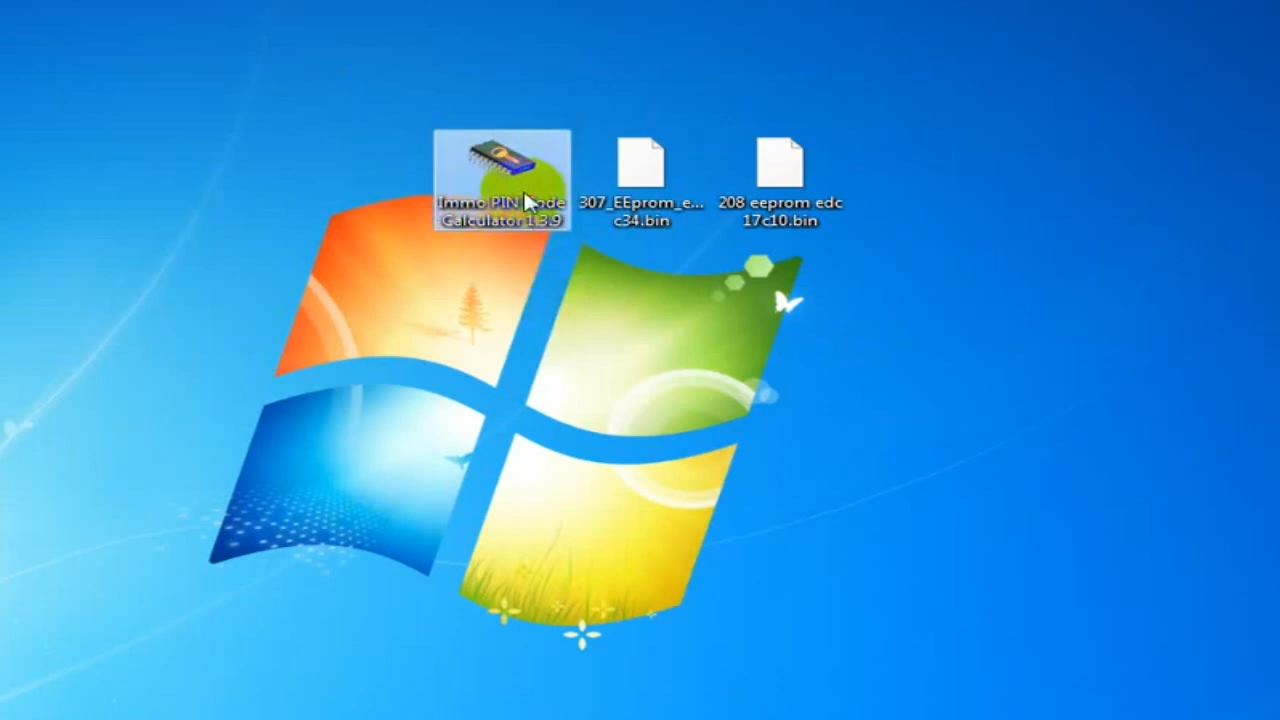 Immo PIN Code
Calculator 1.3.9
307_EEprom_e...
c34.bin
208 eeprom edc
17c10.bin